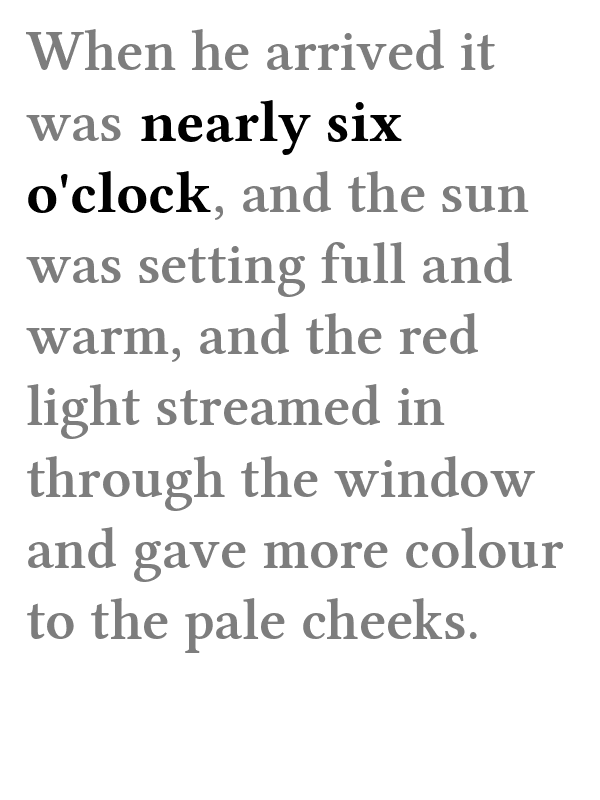 When he arrived it
was nearly six
o'clock, and the sun
was setting full and
warm, and the red
light streamed in
through the window
and gave more colour
to the pale cheeks.